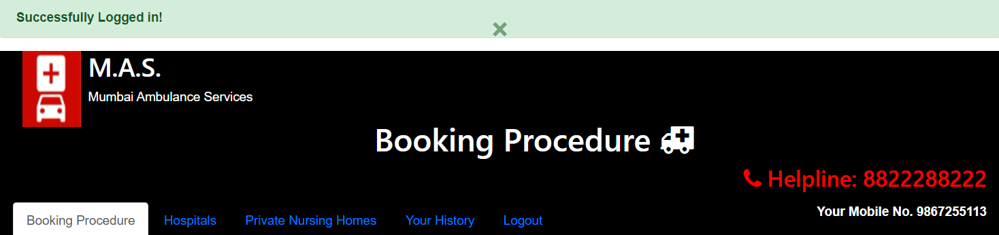 Successfully Logged in!
×
M.A.S.
Mumbai Ambulance Services
Booking Procedure
Helpline: 8822288222
Your Mobile No. 9867255113
Booking Procedure Hospitals Private Nursing Homes Your History Logout